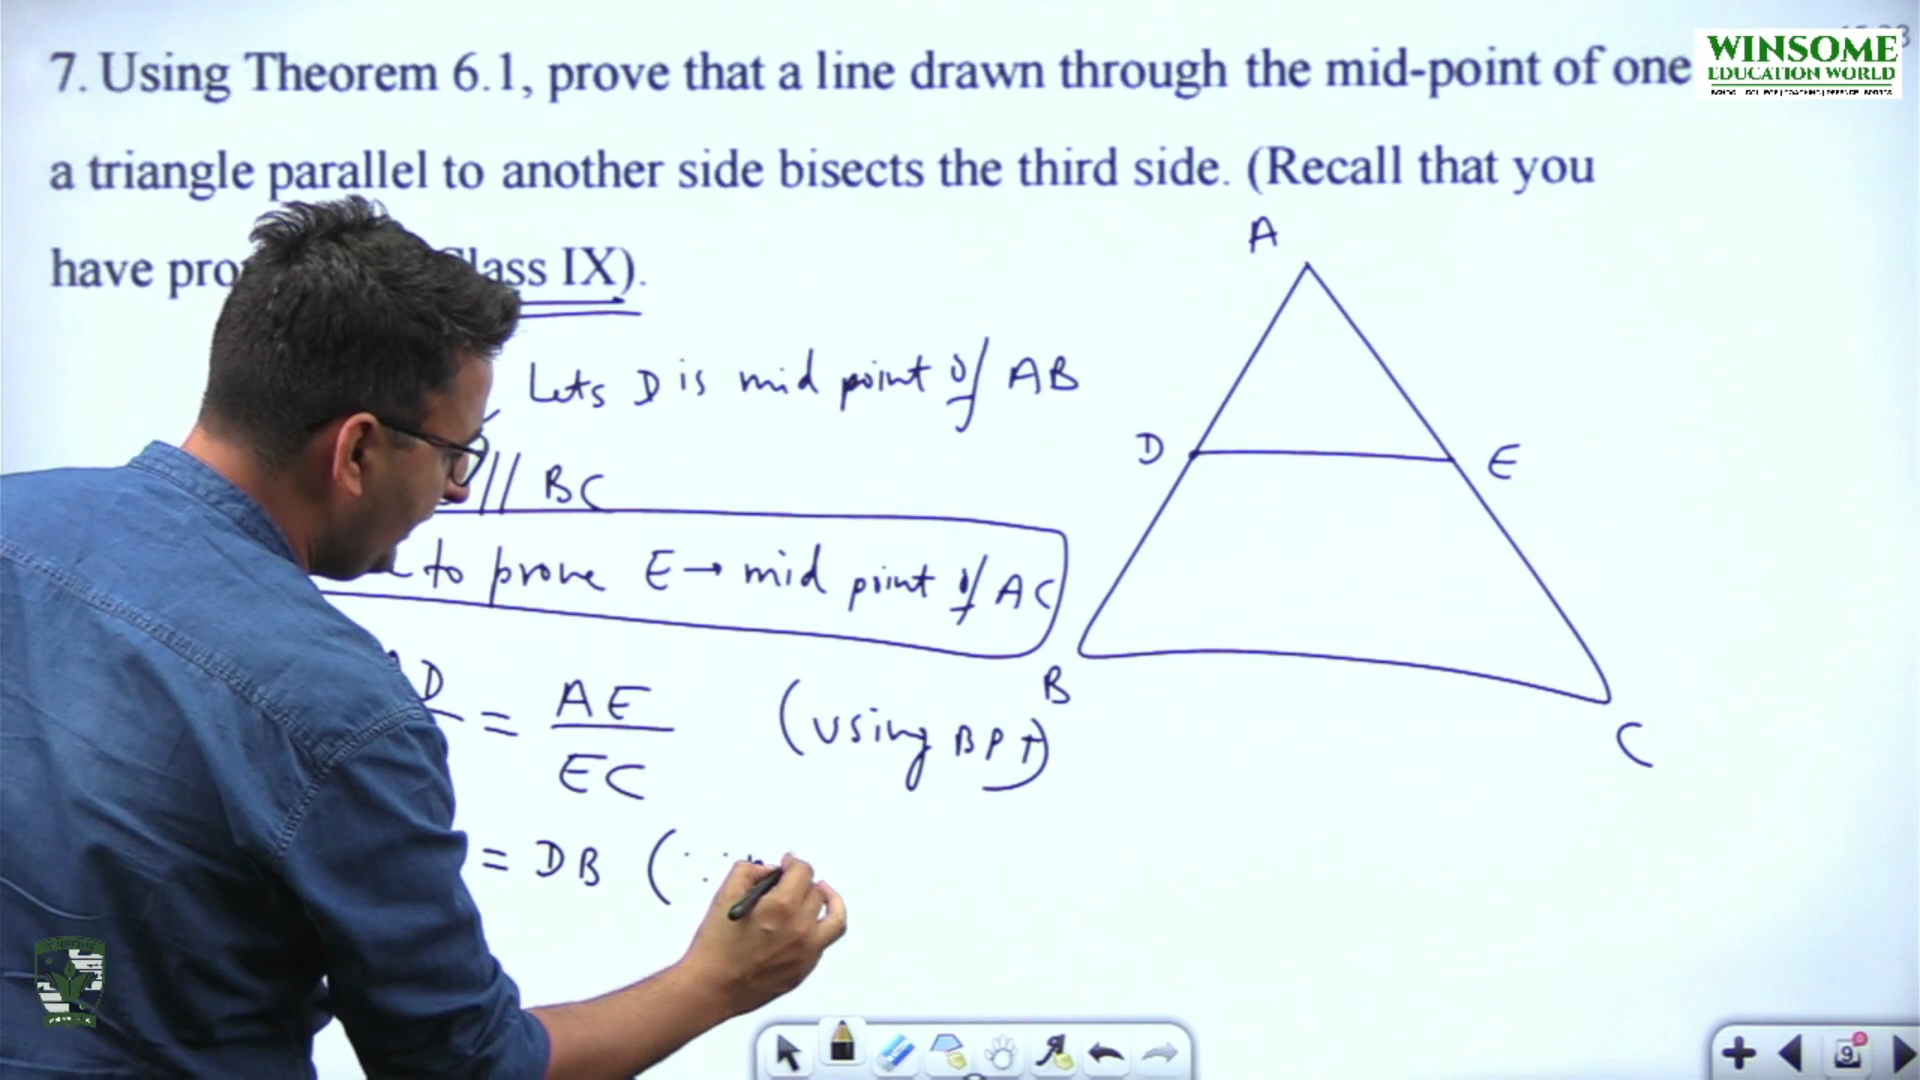 7. Using Theorem 6.1, prove that a line drawn through the mid-point of one
WINSOME
EDUCATION WORLD
a triangle parallel to another side bisects the third side. (Recall that you
have pro lass IX).
Lets D is mid point of AB
// BC
to prove E → mid point of AC
D = AE (using BPT)
EC
= DB (∵
A
D E
B
C
WINSOME
9